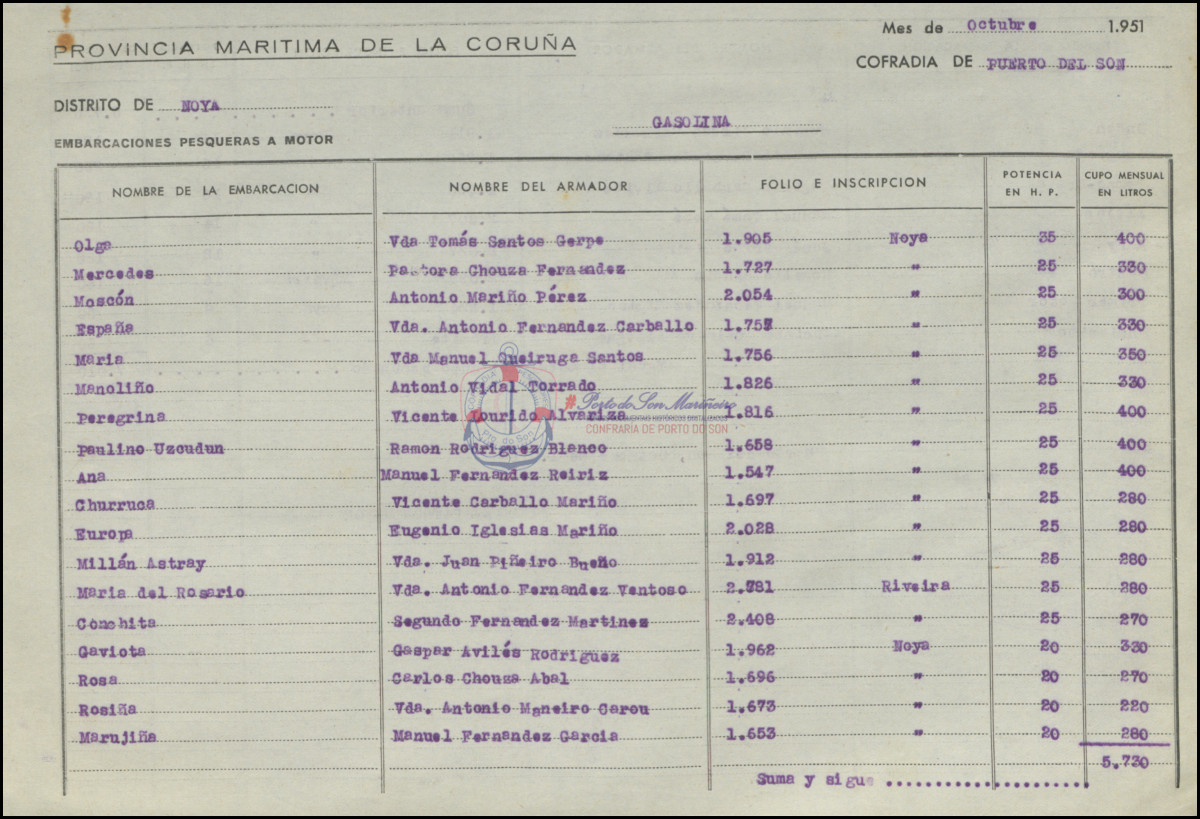 PROVINCIA MARITIMA DE LA CORUÑA
Mes de Octubre 1.951
COFRADIA DE PUERTO DEL SON
DISTRITO DE NOYA
GASOLINA
EMBARCACIONES PESQUERAS A MOTOR
NOMBRE DE LA EMBARCACION NOMBRE DEL ARMADOR FOLIO E INSCRIPCION POTENCIA EN H. P. CUPO MENSUAL EN LITROS
Olga Vda Tomás Santos Gerpe 1.905 Noya 35 400
Mercedes Pastora Chouza Fernandez 1.727 " 25 330
Moscón Antonio Mariño Pérez 2.054 " 25 300
España Vda. Antonio Fernandez Carballo " 25 330
Maria Vda Manuel Queiruga Santos 1.756 " 25 350
Manoliño Antonio Vidal Torrado 1.826 " 25 330
Peregrina Vicente Lourido Alvariza 1.816 " 25 400
Paulino Uzcudun Ramon Rodriguez Blanco 1.658 " 25 400
Ana Manuel Fernandez Reiriz 1.547 " 25 400
Churruca Vicente Carballo Mariño 1.697 " 25 280
Europa Eugenio Iglesias Mariño 2.028 " 25 280
Millán Astray Vda. Juan Piñeiro Bueño 1.912 " 25 280
Maria del Rosario Vda. Antonio Fernandez Ventoso Riveira 25 280
Conchita Segundo Fernandez Martinez 2.408 " 25 270
Gaviota Gaspar Avilés Rodriguez 1.962 Noya 20 330
Rosa Carlos Chouza Abal 1.696 " 20 270
Rosiña Vda. Antonio Maneiro Carou 1.673 " 20 220
Marujiña Manuel Fernandez Garcia 1.653 " 20 280
5.730
Suma y sigue ....................
#Porto do Son Mariñeiro
CONFRARÍA DE PORTO DO SON
Pto. do Son